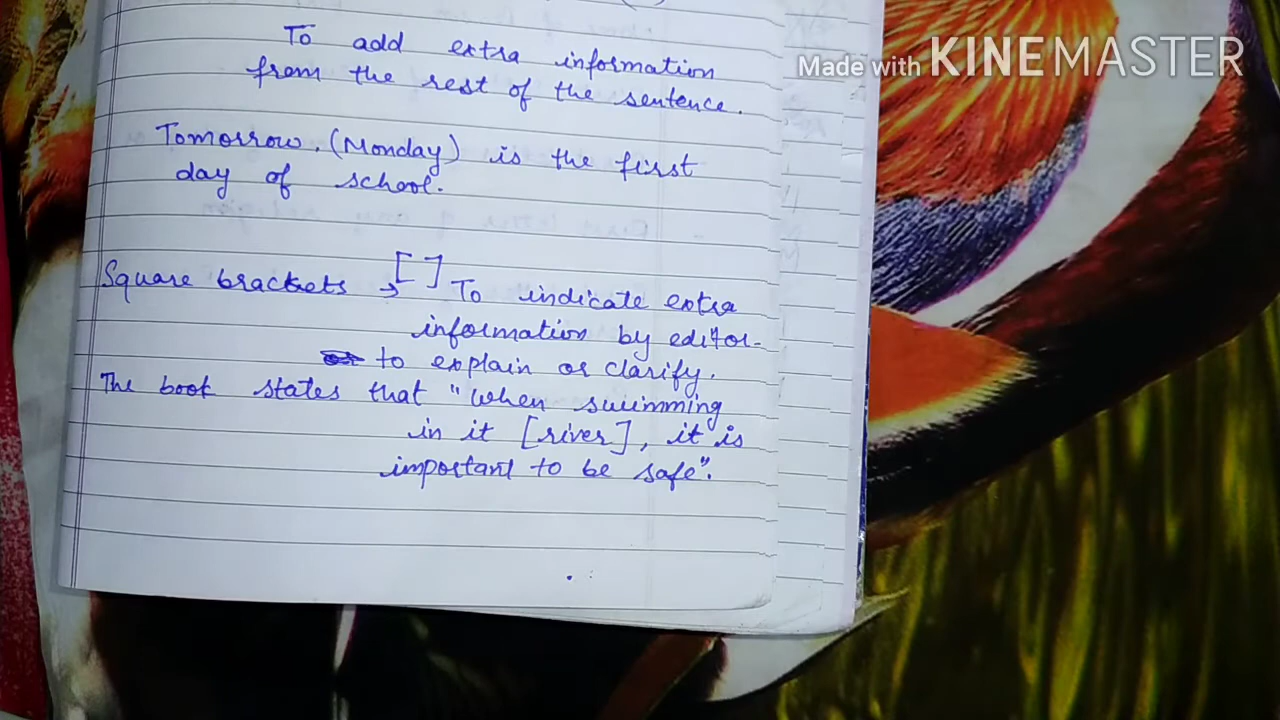 To add extra information
from the rest of the sentence.
Tomorrow, (Monday) is the first
day of school.
Square brackets → [ ] To indicate extra
information by editor-
to explain or clarify.
The book states that "when swimming
in it [river], it is
important to be safe".
Made with KINEMASTER